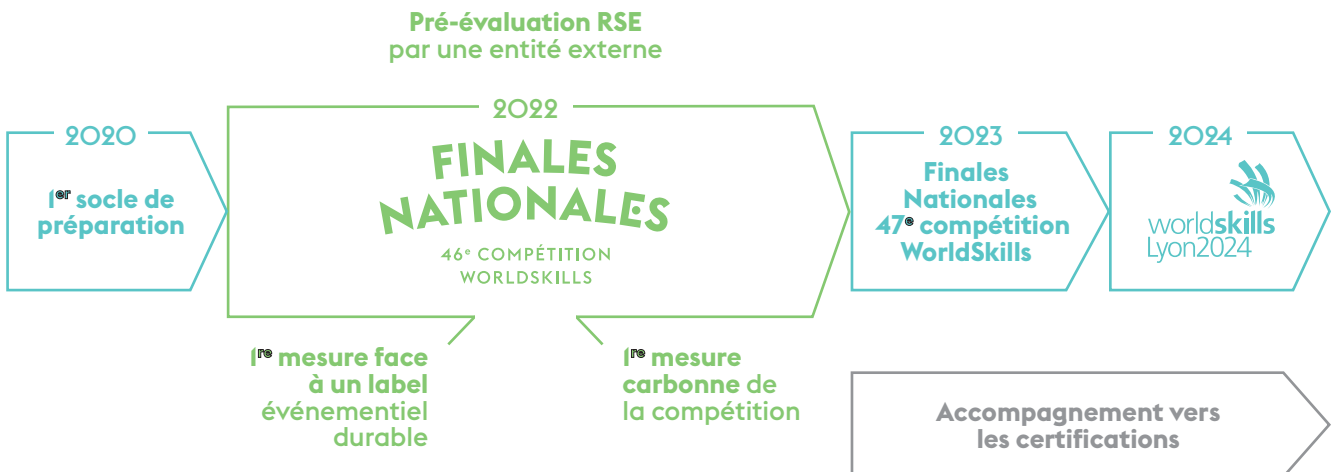 Pré-évaluation RSE
par une entité externe
2020
1er socle de
préparation
2022
FINALES
NATIONALES
46e COMPÉTITION
WORLDSKILLS
2023
Finales
Nationales
47e compétition
WorldSkills
2024
worldskills
Lyon2024
1re mesure face
à un label
événementiel
durable
1re mesure
carbonne de
la compétition
Accompagnement vers
les certifications